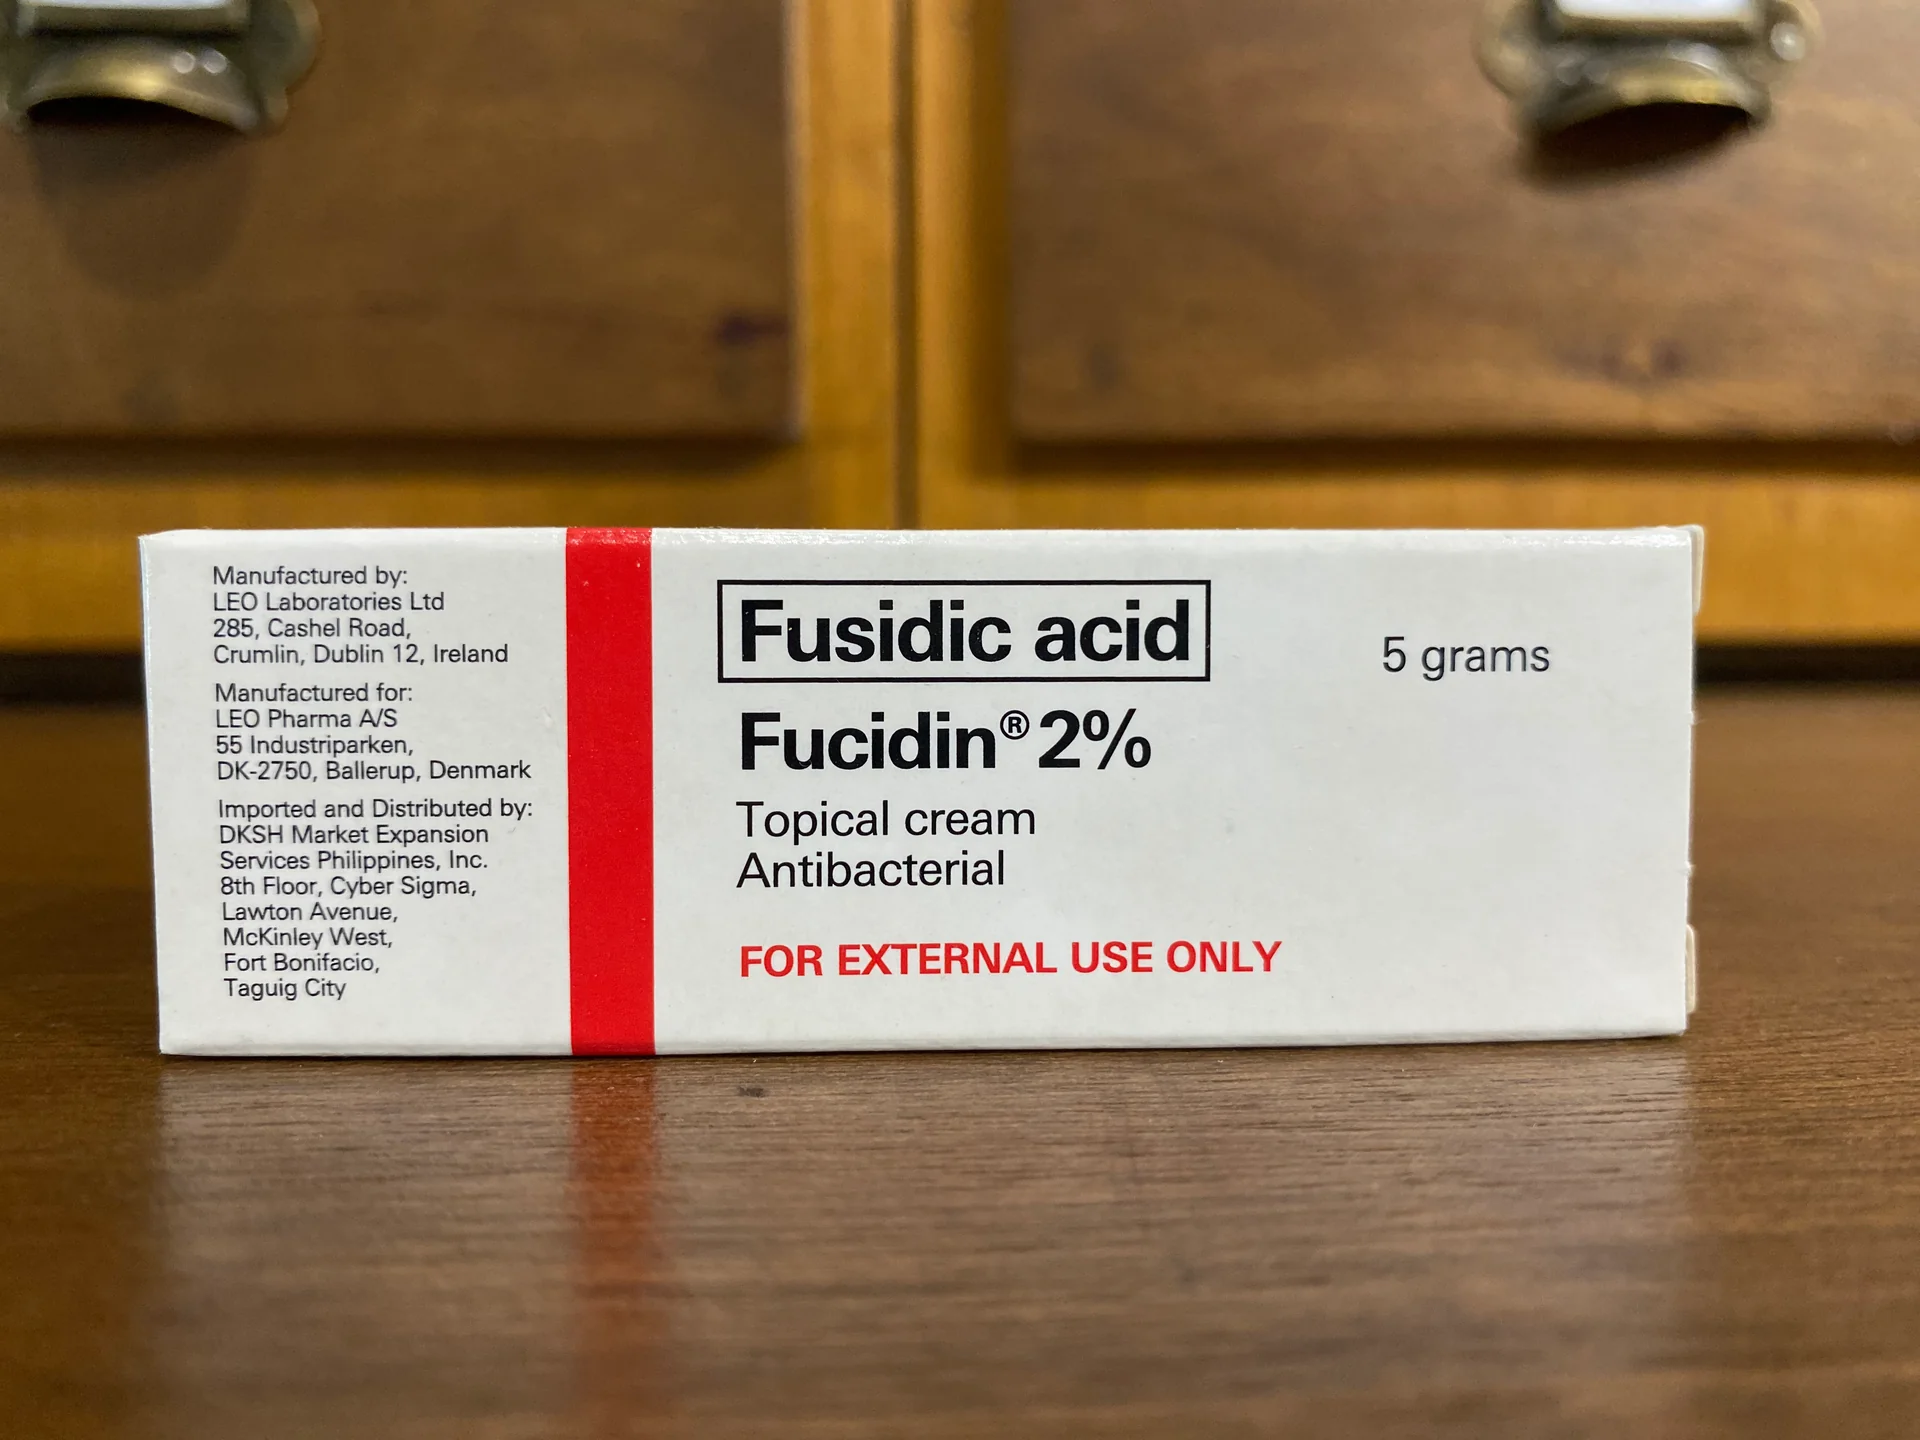 Manufactured by:
LEO Laboratories Ltd
285, Cashel Road,
Crumlin, Dublin 12, Ireland
Manufactured for:
LEO Pharma A/S
55 Industriparken,
DK-2750, Ballerup, Denmark
Imported and Distributed by:
DKSH Market Expansion
Services Philippines, Inc.
8th Floor, Cyber Sigma,
Lawton Avenue,
McKinley West,
Fort Bonifacio,
Taguig City
Fusidic acid
5 grams
Fucidin® 2%
Topical cream
Antibacterial
FOR EXTERNAL USE ONLY